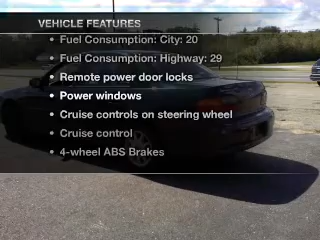 VEHICLE FEATURES
• Fuel Consumption: City: 20
• Fuel Consumption: Highway: 29
• Remote power door locks
• Power windows
• Cruise controls on steering wheel
• Cruise control
• 4-wheel ABS Brakes